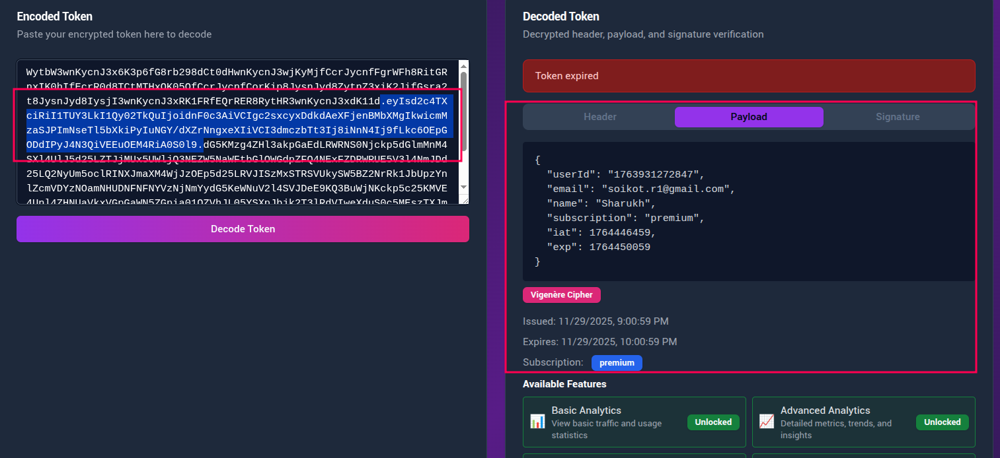 Encoded Token
Paste your encrypted token here to decode
WytbW3wnKycnJ3x6K3p6fG8rb298dCt0dHwnKycnJ3wjKyMjfCcrJycnfFgrWFh8RitGR
t8JysnJyd8IysjI3wnKycnJ3xRK1FRfEQrRER8RytHR3wnKycnJ3xdK11d.eyIsd2c4TX
ciRiI1TUY3LkI1Qy02TkQuIjoidnF0c3AiVCIgc2sxcyxDdkdAeXFjenBMbXMgIkwicmM
zaSJPImNseTl5bXkiPyIuNGY/dXZrNngxeXIiVCI3dmczbTt3Ij8iNnN4Ij9fLkc6OEpG
ODdIPyJ4N3QiVEEuOEM4RiA0S0l9.dG5KMzg4ZHl3akpGaEdLRWRNS0Njckp5dGlmMnM4
25LQ2NyUm5oclRINXJmaXM4WjJzOEp5d25LRVJISzMxSTRSVUkySW5BZ2NrRk1JbUpzYn
lZcmVDYzNOamNHUDNFNFNYVzNjNmYydG5KeWNuV2l4SVJDeE9KQ3BuWjNKckp5c25KMVE
Decode Token
Decoded Token
Decrypted header, payload, and signature verification
Token expired
Header
Payload
Signature
{
"userId": "1763931272847",
"email": "soikot.r1@gmail.com",
"name": "Sharukh",
"subscription": "premium",
"iat": 1764446459,
"exp": 1764450059
}
Vigenère Cipher
Issued: 11/29/2025, 9:00:59 PM
Expires: 11/29/2025, 10:00:59 PM
Subscription: premium
Available Features
Basic Analytics
View basic traffic and usage
statistics
Unlocked
Advanced Analytics
Detailed metrics, trends, and
insights
Unlocked